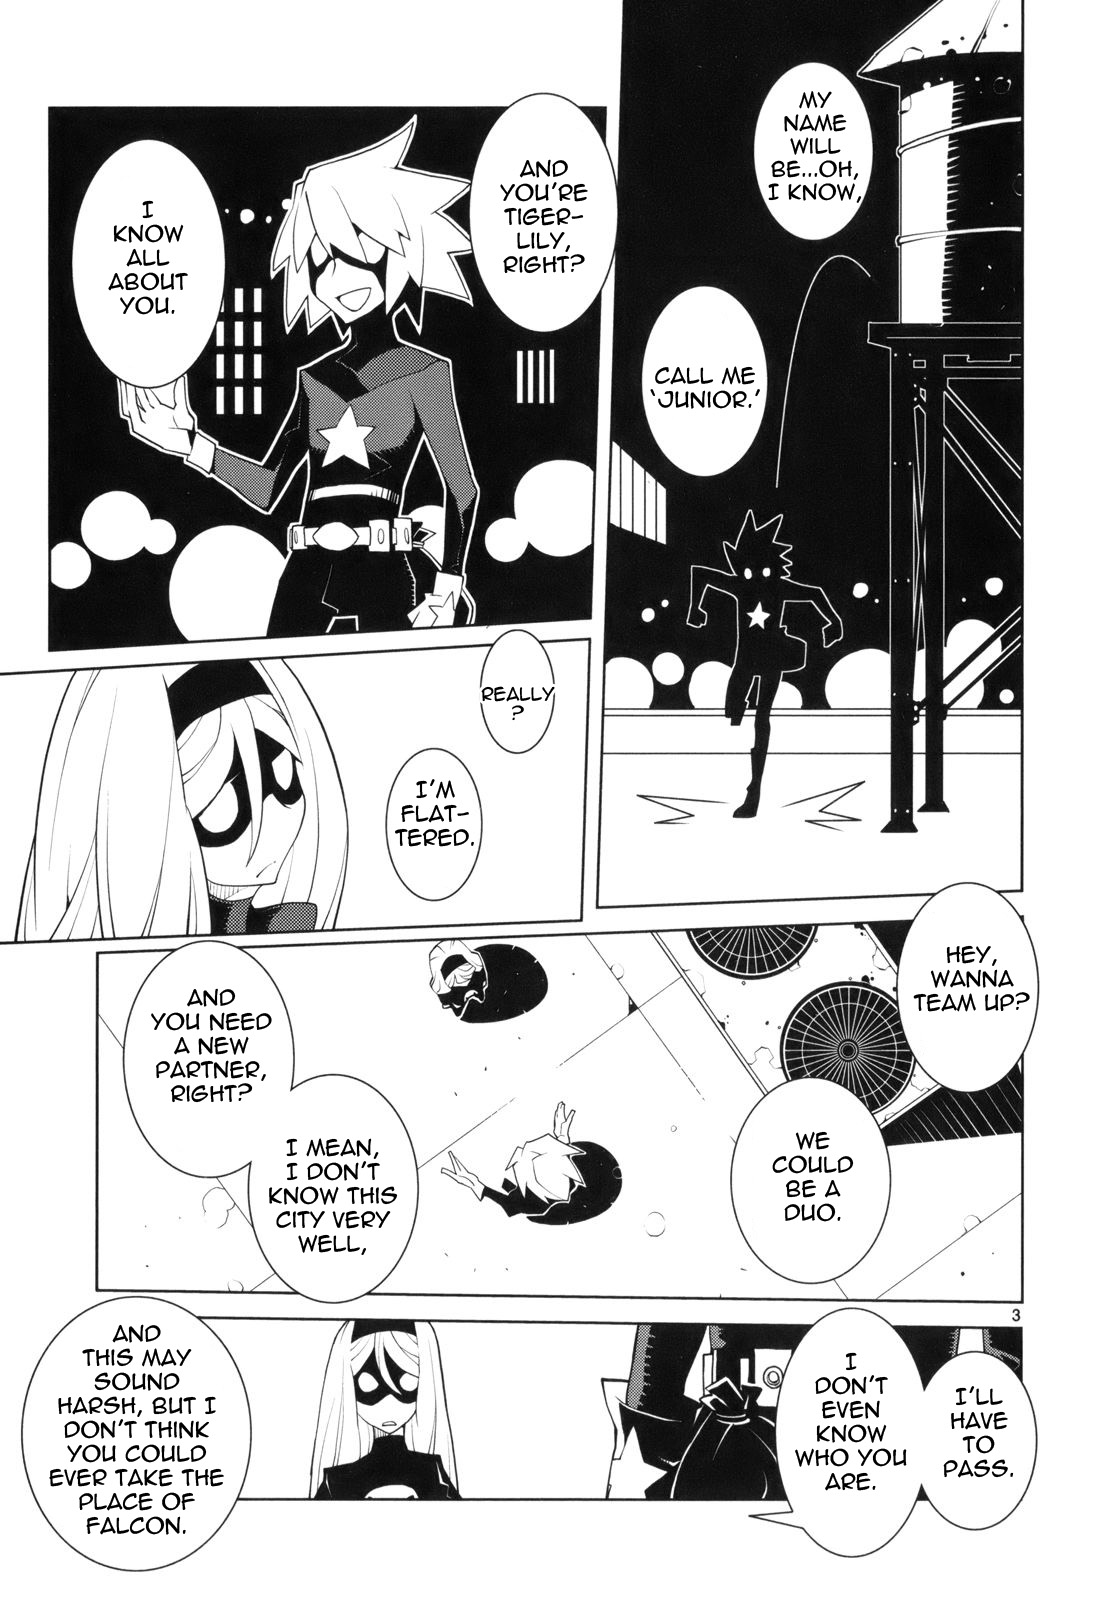 MY
NAME
WILL
BE...OH,
I KNOW,
CALL ME
'JUNIOR.'
AND
YOU'RE
TIGER-
LILY,
RIGHT?
I
KNOW
ALL
ABOUT
YOU.
REALLY
?
I'M
FLAT-
TERED.
HEY,
WANNA
TEAM UP?
WE
COULD
BE A
DUO.
AND
YOU NEED
A NEW
PARTNER,
RIGHT?
I MEAN,
I DON'T
KNOW THIS
CITY VERY
WELL,
3
I'LL
HAVE
TO
PASS.
I
DON'T
EVEN
KNOW
WHO YOU
ARE.
AND
THIS MAY
SOUND
HARSH, BUT I
DON'T THINK
YOU COULD
EVER TAKE THE
PLACE OF
FALCON.